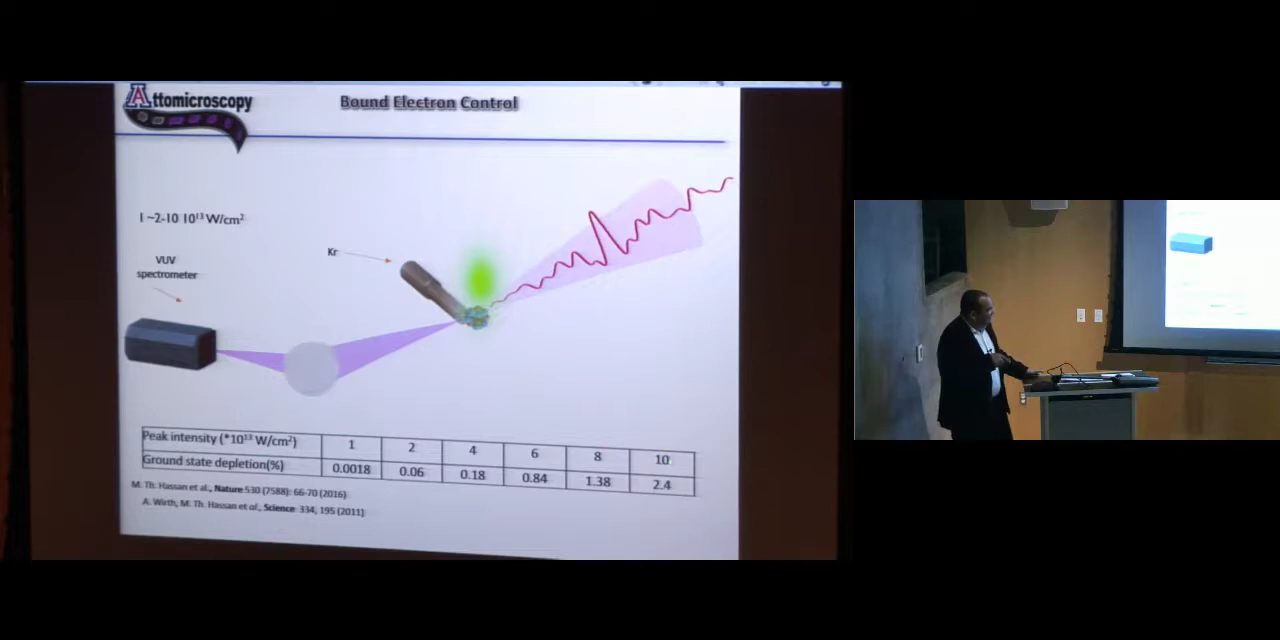 Attomicroscopy
Bound Electron Control
1 ~2-10 10¹³ W/cm²
Kr
VUV
spectrometer
Peak intensity (*10¹³ W/cm²) 1 2 4 6 8 10
Ground state depletion(%) 0.0018 0.06 0.18 0.84 1.38 2.4
M. Th. Hassan et al., Nature 530 (7588): 66-70 (2016)
A. Wirth, M. Th. Hassan et al., Science 334, 195 (2011)